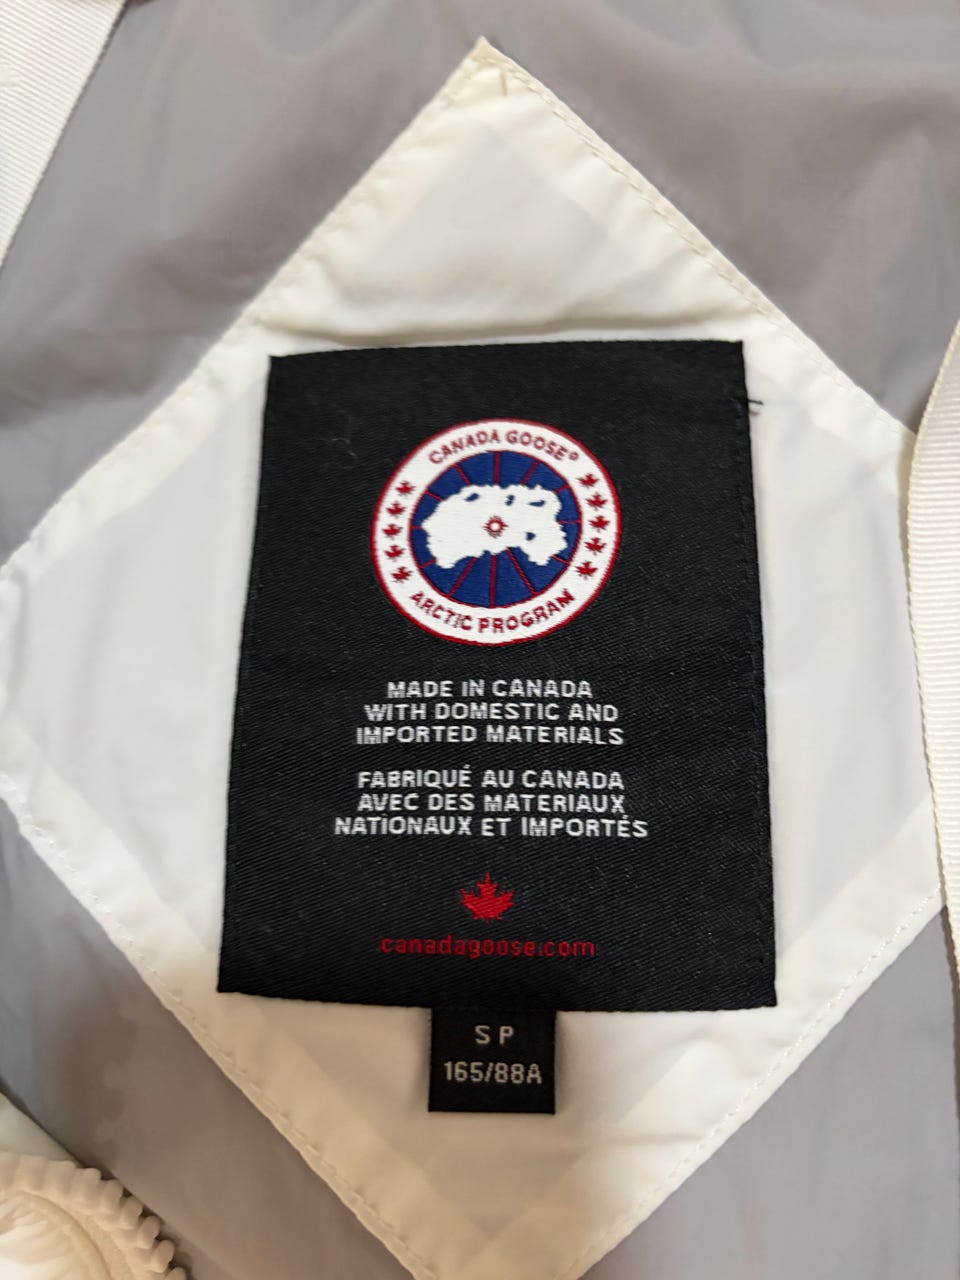 CANADA GOOSE®
ARCTIC PROGRAM
MADE IN CANADA
WITH DOMESTIC AND
IMPORTED MATERIALS
FABRIQUÉ AU CANADA
AVEC DES MATERIAUX
NATIONAUX ET IMPORTÉS
canadagoose.com
S P
165/88A